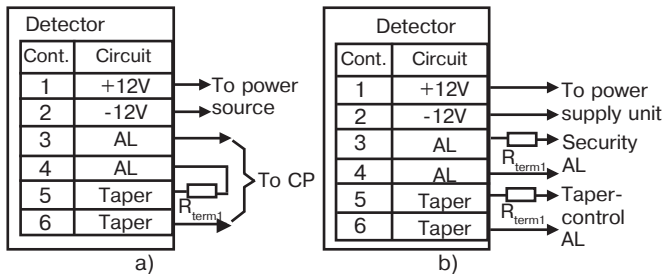 Detector
Cont. Circuit
1 +12V To power
2 -12V source
3 AL
4 AL To CP
5 Taper
R term1
6 Taper
a)
Detector
Cont. Circuit
1 +12V To power
2 -12V supply unit
3 AL Security
R term1
4 AL AL
5 Taper Taper-
R term1 control
6 Taper AL
b)